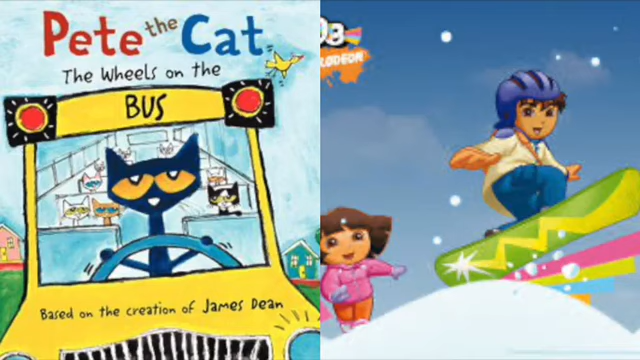 Pete the Cat
The Wheels on the
BUS
Based on the creation of James Dean